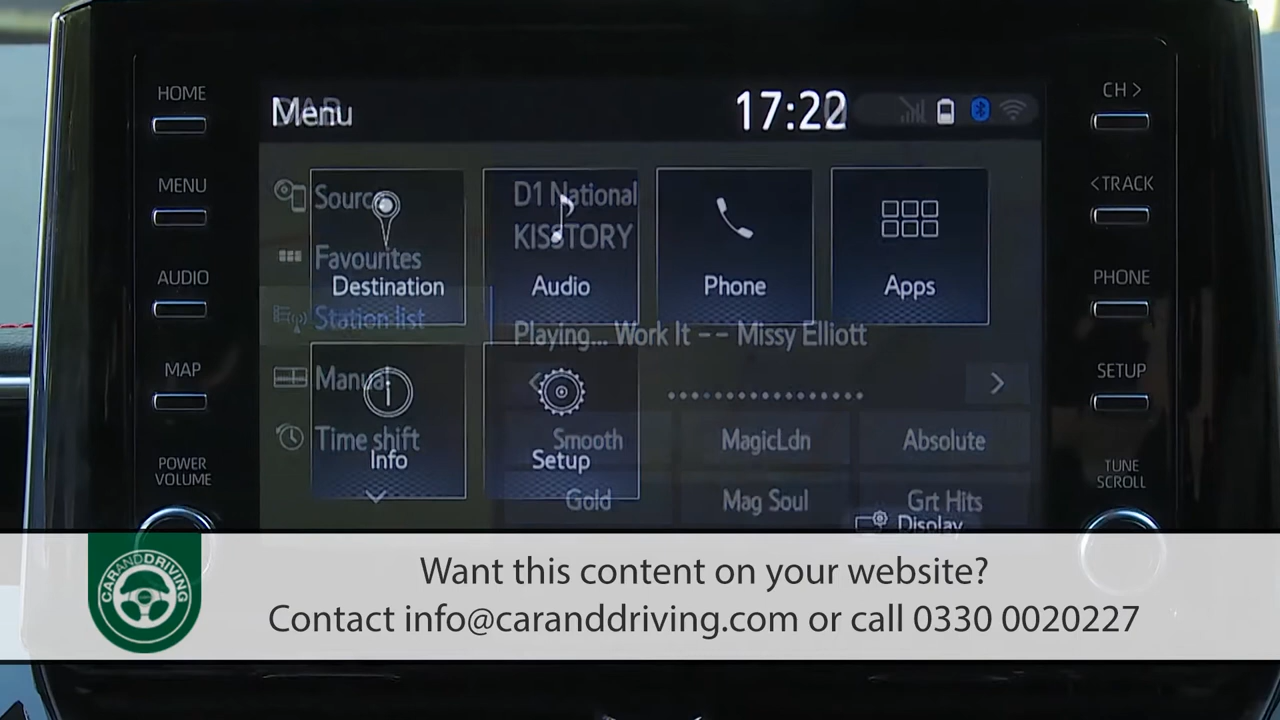 HOME
MENU
AUDIO
MAP
POWER
VOLUME
Menu
DAB
17:22
CH >
< TRACK
PHONE
SETUP
TUNE
SCROLL
Source
Favourites
Station list
Manual
Time shift
D1 National
KISSTORY
Playing... Work It -- Missy Elliott
Destination
Audio
Phone
Apps
Info
Setup
Smooth
MagicLdn
Absolute
Gold
Mag Soul
Grt Hits
Display
CARANDDRIVING
Want this content on your website?
Contact info@caranddriving.com or call 0330 0020227